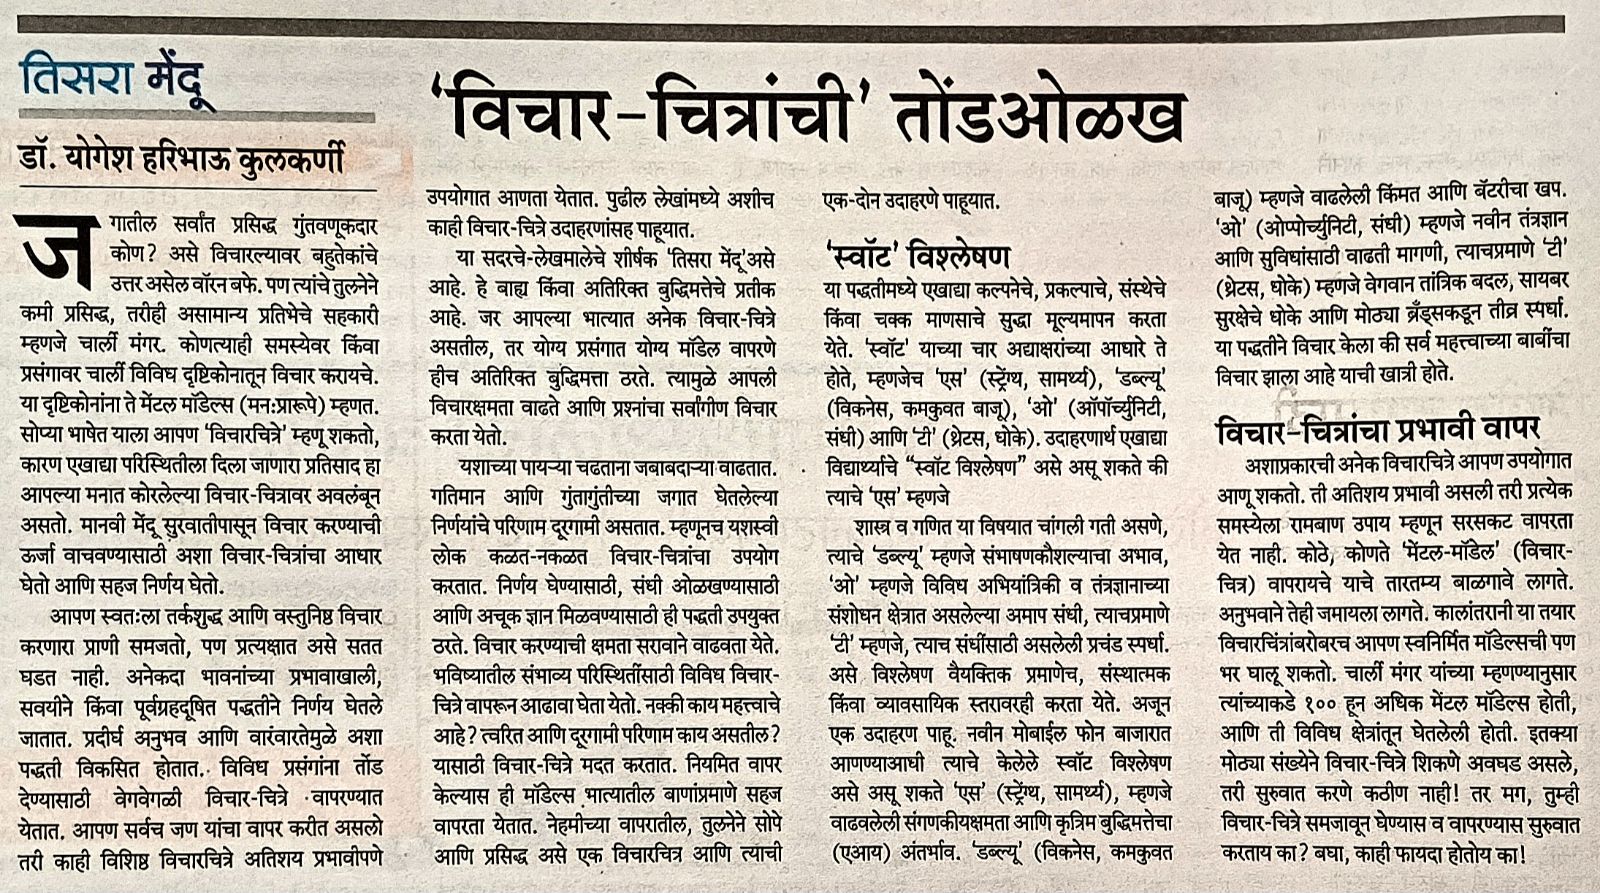 तिसरा मेंदू
'विचार-चित्रांची' तोंडओळख
डॉ. योगेश हरिभाऊ कुलकर्णी
जगातील सर्वांत प्रसिद्ध गुंतवणूकदार
कोण? असे विचारल्यावर बहुतेकांचे
उत्तर असेल वॉरन बफे. पण त्यांचे तुलनेने
कमी प्रसिद्ध, तरीही असामान्य प्रतिभेचे सहकारी
म्हणजे चार्ली मंगर. कोणत्याही समस्येवर किंवा
प्रसंगावर चार्ली विविध दृष्टिकोनातून विचार करायचे.
या दृष्टिकोनांना ते मेंटल मॉडेल्स (मन:प्रारूपे) म्हणत.
सोप्या भाषेत याला आपण 'विचारचित्रे' म्हणू शकतो,
कारण एखाद्या परिस्थितीला दिला जाणारा प्रतिसाद हा
आपल्या मनात कोरलेल्या विचार-चित्रावर अवलंबून
असतो. मानवी मेंदू सुरवातीपासून विचार करण्याची
ऊर्जा वाचवण्यासाठी अशा विचार-चित्रांचा आधार
घेतो आणि सहज निर्णय घेतो.
आपण स्वतःला तर्कशुद्ध आणि वस्तुनिष्ठ विचार
करणारा प्राणी समजतो, पण प्रत्यक्षात असे सतत
घडत नाही. अनेकदा भावनांच्या प्रभावाखाली,
सवयीने किंवा पूर्वग्रहदूषित पद्धतीने निर्णय घेतले
जातात. प्रदीर्घ अनुभव आणि वारंवारतेमुळे अशा
पद्धती विकसित होतात. विविध प्रसंगांना तोंड
देण्यासाठी वेगवेगळी विचार-चित्रे वापरण्यात
येतात. आपण सर्वच जण यांचा वापर करीत असलो
तरी काही विशिष्ट विचारचित्रे अतिशय प्रभावीपणे
उपयोगात आणता येतात. पुढील लेखांमध्ये अशीच
काही विचार-चित्रे उदाहरणांसह पाहूयात.
या सदरचे-लेखमालेचे शीर्षक 'तिसरा मेंदू'असे
आहे. हे बाह्य किंवा अतिरिक्त बुद्धिमत्तेचे प्रतीक
आहे. जर आपल्या भात्यात अनेक विचार-चित्रे
असतील, तर योग्य प्रसंगात योग्य मॉडेल वापरणे
हीच अतिरिक्त बुद्धिमत्ता ठरते. त्यामुळे आपली
विचारक्षमता वाढते आणि प्रश्नांचा सर्वांगीण विचार
करता येतो.
यशाच्या पायऱ्या चढताना जबाबदाऱ्या वाढतात.
गतिमान आणि गुंतागुंतीच्या जगात घेतलेल्या
निर्णयांचे परिणाम दूरगामी असतात. म्हणूनच यशस्वी
लोक कळत-नकळत विचार-चित्रांचा उपयोग
करतात. निर्णय घेण्यासाठी, संधी ओळखण्यासाठी
आणि अचूक ज्ञान मिळवण्यासाठी ही पद्धती उपयुक्त
ठरते. विचार करण्याची क्षमता सरावाने वाढवता येते.
भविष्यातील संभाव्य परिस्थितींसाठी विविध विचार-
चित्रे वापरून आढावा घेता येतो. नक्की काय महत्त्वाचे
आहे? त्वरित आणि दूरगामी परिणाम काय असतील?
यासाठी विचार-चित्रे मदत करतात. नियमित वापर
केल्यास ही मॉडेल्स भात्यातील बाणांप्रमाणे सहज
वापरता येतात. नेहमीच्या वापरातील, तुलनेने सोपे
आणि प्रसिद्ध असे एक विचारचित्र आणि त्याची
एक-दोन उदाहरणे पाहूयात.
'स्वॉट' विश्लेषण
या पद्धतीमध्ये एखाद्या कल्पनेचे, प्रकल्पाचे, संस्थेचे
किंवा चक्क माणसाचे सुद्धा मूल्यमापन करता
येते. 'स्वॉट' याच्या चार अद्याक्षरांच्या आधारे ते
होते, म्हणजेच 'एस' (स्ट्रेंग्थ, सामर्थ्य), 'डब्ल्यू'
(विकनेस, कमकुवत बाजू), 'ओ' (ऑपॉर्च्युनिटी,
संधी) आणि 'टी' (थ्रेटस, धोके). उदाहरणार्थ एखाद्या
विद्यार्थ्याचे "स्वॉट विश्लेषण" असे असू शकते की
त्याचे 'एस' म्हणजे
शास्त्र व गणित या विषयात चांगली गती असणे,
त्याचे 'डब्ल्यू' म्हणजे संभाषणकौशल्याचा अभाव,
'ओ' म्हणजे विविध अभियांत्रिकी व तंत्रज्ञानाच्या
संशोधन क्षेत्रात असलेल्या अमाप संधी, त्याचप्रमाणे
'टी' म्हणजे, त्याच संधींसाठी असलेली प्रचंड स्पर्धा.
असे विश्लेषण वैयक्तिक प्रमाणेच, संस्थात्मक
किंवा व्यावसायिक स्तरावरही करता येते. अजून
एक उदाहरण पाहू. नवीन मोबाईल फोन बाजारात
आणण्याआधी त्याचे केलेले स्वॉट विश्लेषण
असे असू शकते 'एस' (स्ट्रेंग्थ, सामर्थ्य), म्हणजे
वाढवलेली संगणकीयक्षमता आणि कृत्रिम बुद्धिमत्तेचा
(एआय) अंतर्भाव. 'डब्ल्यू' (विकनेस, कमकुवत
बाजू) म्हणजे वाढलेली किंमत आणि बॅटरीचा खप.
'ओ' (ओप्पोर्च्युनिटी, संधी) म्हणजे नवीन तंत्रज्ञान
आणि सुविधांसाठी वाढती मागणी, त्याचप्रमाणे 'टी'
(थ्रेटस, धोके) म्हणजे वेगवान तांत्रिक बदल, सायबर
सुरक्षेचे धोके आणि मोठ्या ब्रँड्सकडून तीव्र स्पर्धा.
या पद्धतीने विचार केला की सर्व महत्त्वाच्या बाबींचा
विचार झाला आहे याची खात्री होते.
विचार-चित्रांचा प्रभावी वापर
अशाप्रकारची अनेक विचारचित्रे आपण उपयोगात
आणू शकतो. ती अतिशय प्रभावी असली तरी प्रत्येक
समस्येला रामबाण उपाय म्हणून सरसकट वापरता
येत नाही. कोठे, कोणते 'मेंटल-मॉडेल' (विचार-
चित्र) वापरायचे याचे तारतम्य बाळगावे लागते.
अनुभवाने तेही जमायला लागते. कालांतरानी या तयार
विचारचित्रांबरोबरच आपण स्वनिर्मित मॉडेल्सची पण
भर घालू शकतो. चार्ली मंगर यांच्या म्हणण्यानुसार
त्यांच्याकडे १०० हून अधिक मेंटल मॉडेल्स होती,
आणि ती विविध क्षेत्रांतून घेतलेली होती. इतक्या
मोठ्या संख्येने विचार-चित्रे शिकणे अवघड असले,
तरी सुरुवात करणे कठीण नाही! तर मग, तुम्ही
विचार-चित्रे समजावून घेण्यास व वापरण्यास सुरुवात
करताय का? बघा, काही फायदा होतोय का!